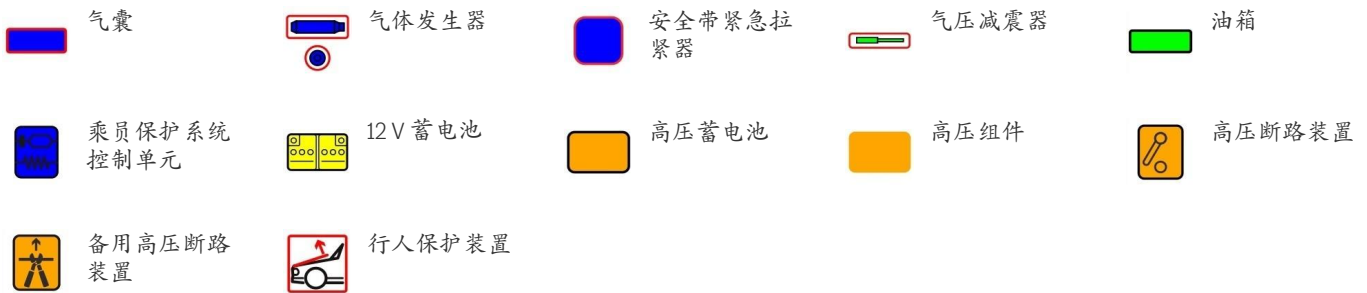 气囊
气体发生器
安全带紧急拉
紧器
气压减震器
油箱
乘员保护系统
控制单元
12 V 蓄电池
高压蓄电池
高压组件
高压断路装置
备用高压断路
装置
行人保护装置